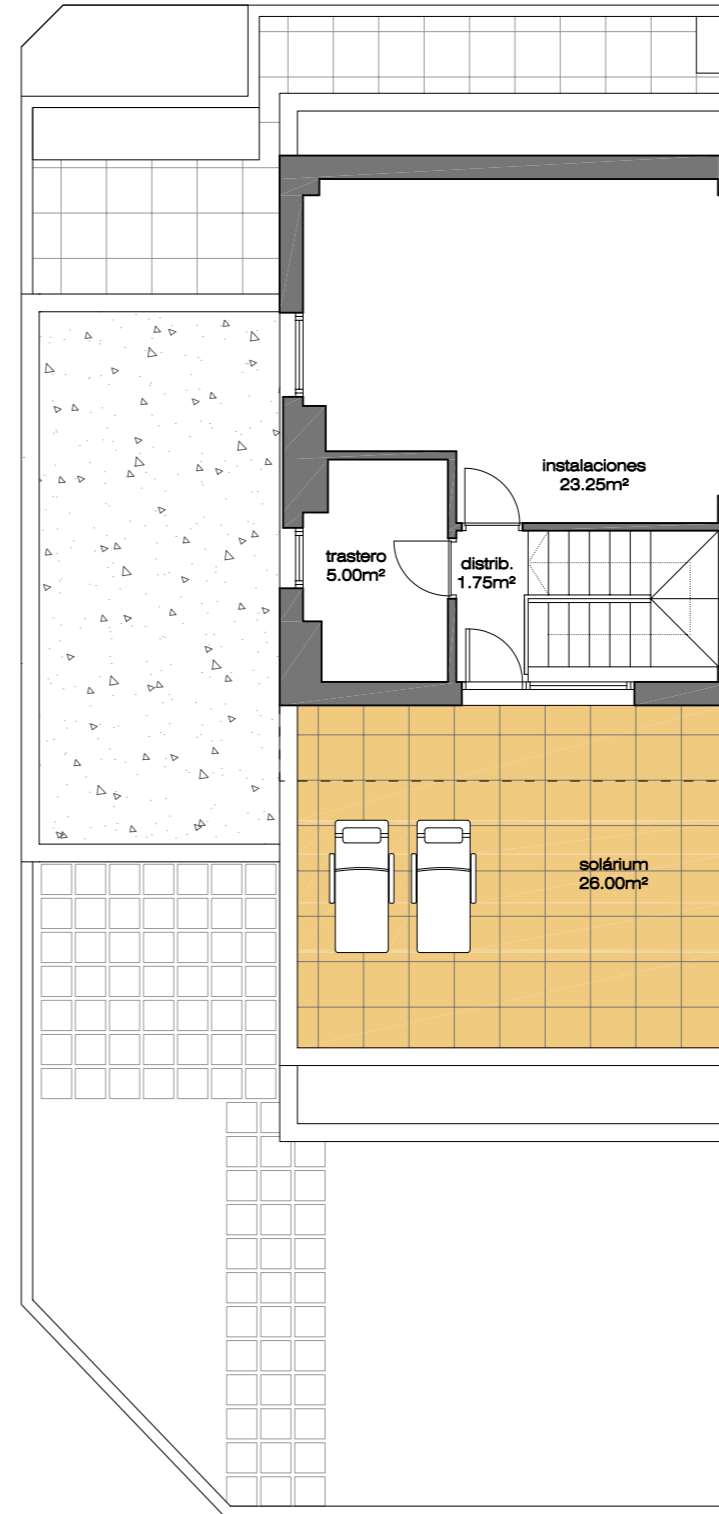 instalaciones
23.25m²
trastero
5.00m²
distrib.
1.75m²
solárium
26.00m²